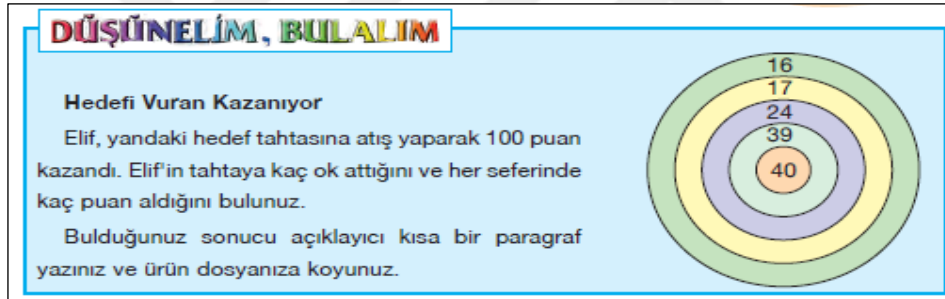 DÜŞÜNELİM, BULALIM
Hedefi Vuran Kazanıyor
Elif, yandaki hedef tahtasına atış yaparak 100 puan
kazandı. Elif'in tahtaya kaç ok attığını ve her seferinde
kaç puan aldığını bulunuz.
Bulduğunuz sonucu açıklayıcı kısa bir paragraf
yazınız ve ürün dosyanıza koyunuz.
16
17
24
39
40